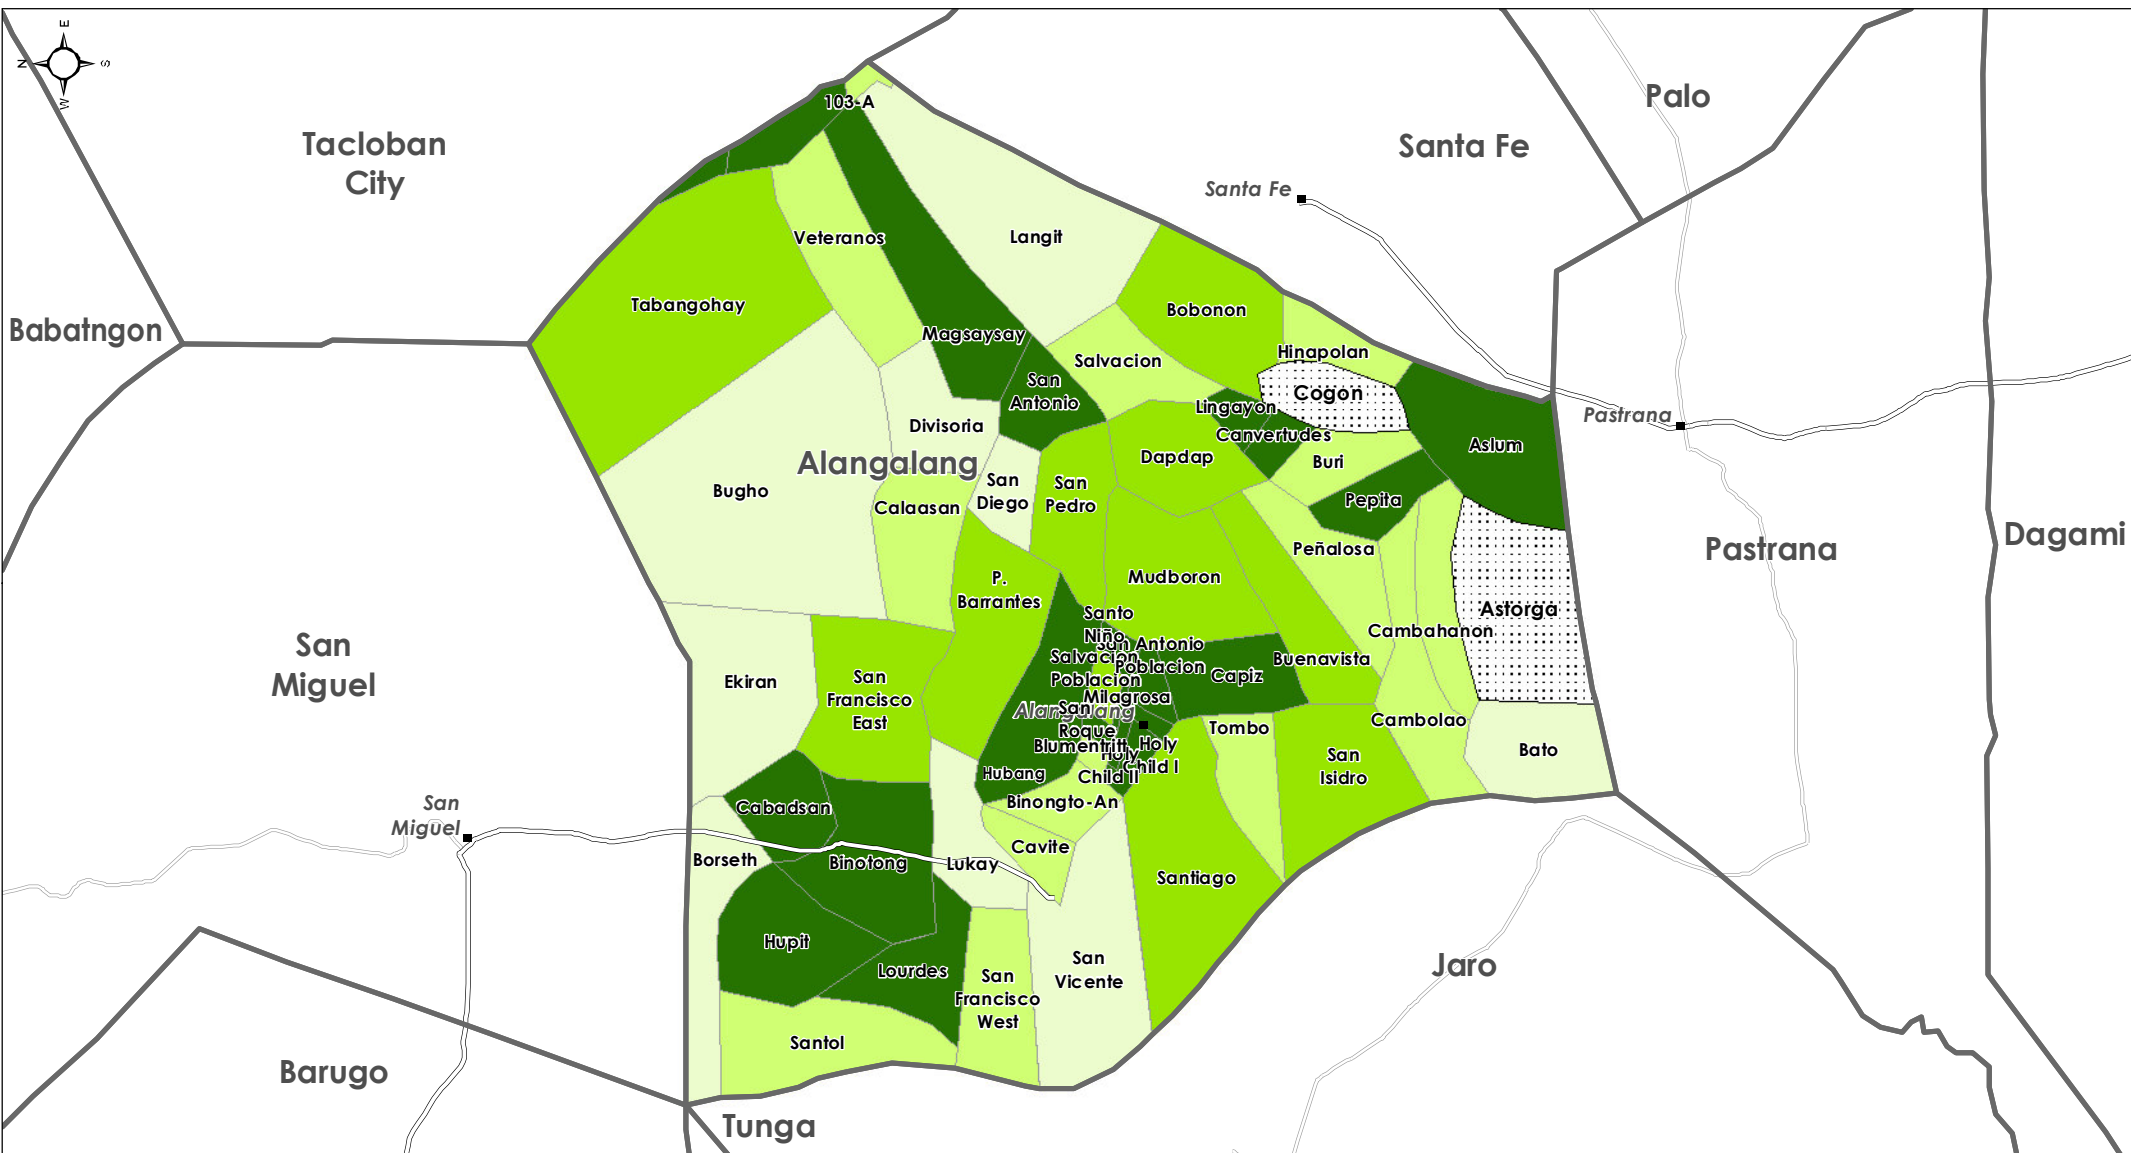 E
N
S
W
Tacloban
City
103-A
Palo
Santa Fe
Santa Fe
Veteranos
Langit
Tabangohay
Bobonon
Babatngon
Magsaysay
Salvacion
Hinapolan
San
Antonio
Cogon
Lingayon
Pastrana
Divisoria
Canvertudes
Aslum
Alangalang
Dapdap
Buri
Bugho
San
Diego
San
Pedro
Pepita
Calaasan
Dagami
Peñalosa
Pastrana
P.
Barrantes
Mudboron
Astorga
Santo
Niño
Cambahanon
San Antonio
Poblacion
San
Miguel
Salvacion
Poblacion
Buenavista
Capiz
Ekiran
San
Francisco
East
Milagrosa
Alangalang
San
Roque
Cambolao
Tombo
Blumentritt
Holy
Child I
Holy
Child II
Bato
San
Isidro
Hubang
Binongto-An
Cabadsan
San
Miguel
Cavite
Borseth
Binotong
Lukay
Santiago
Hupit
Lourdes
San
Vicente
Jaro
San
Francisco
West
Santol
Barugo
Tunga